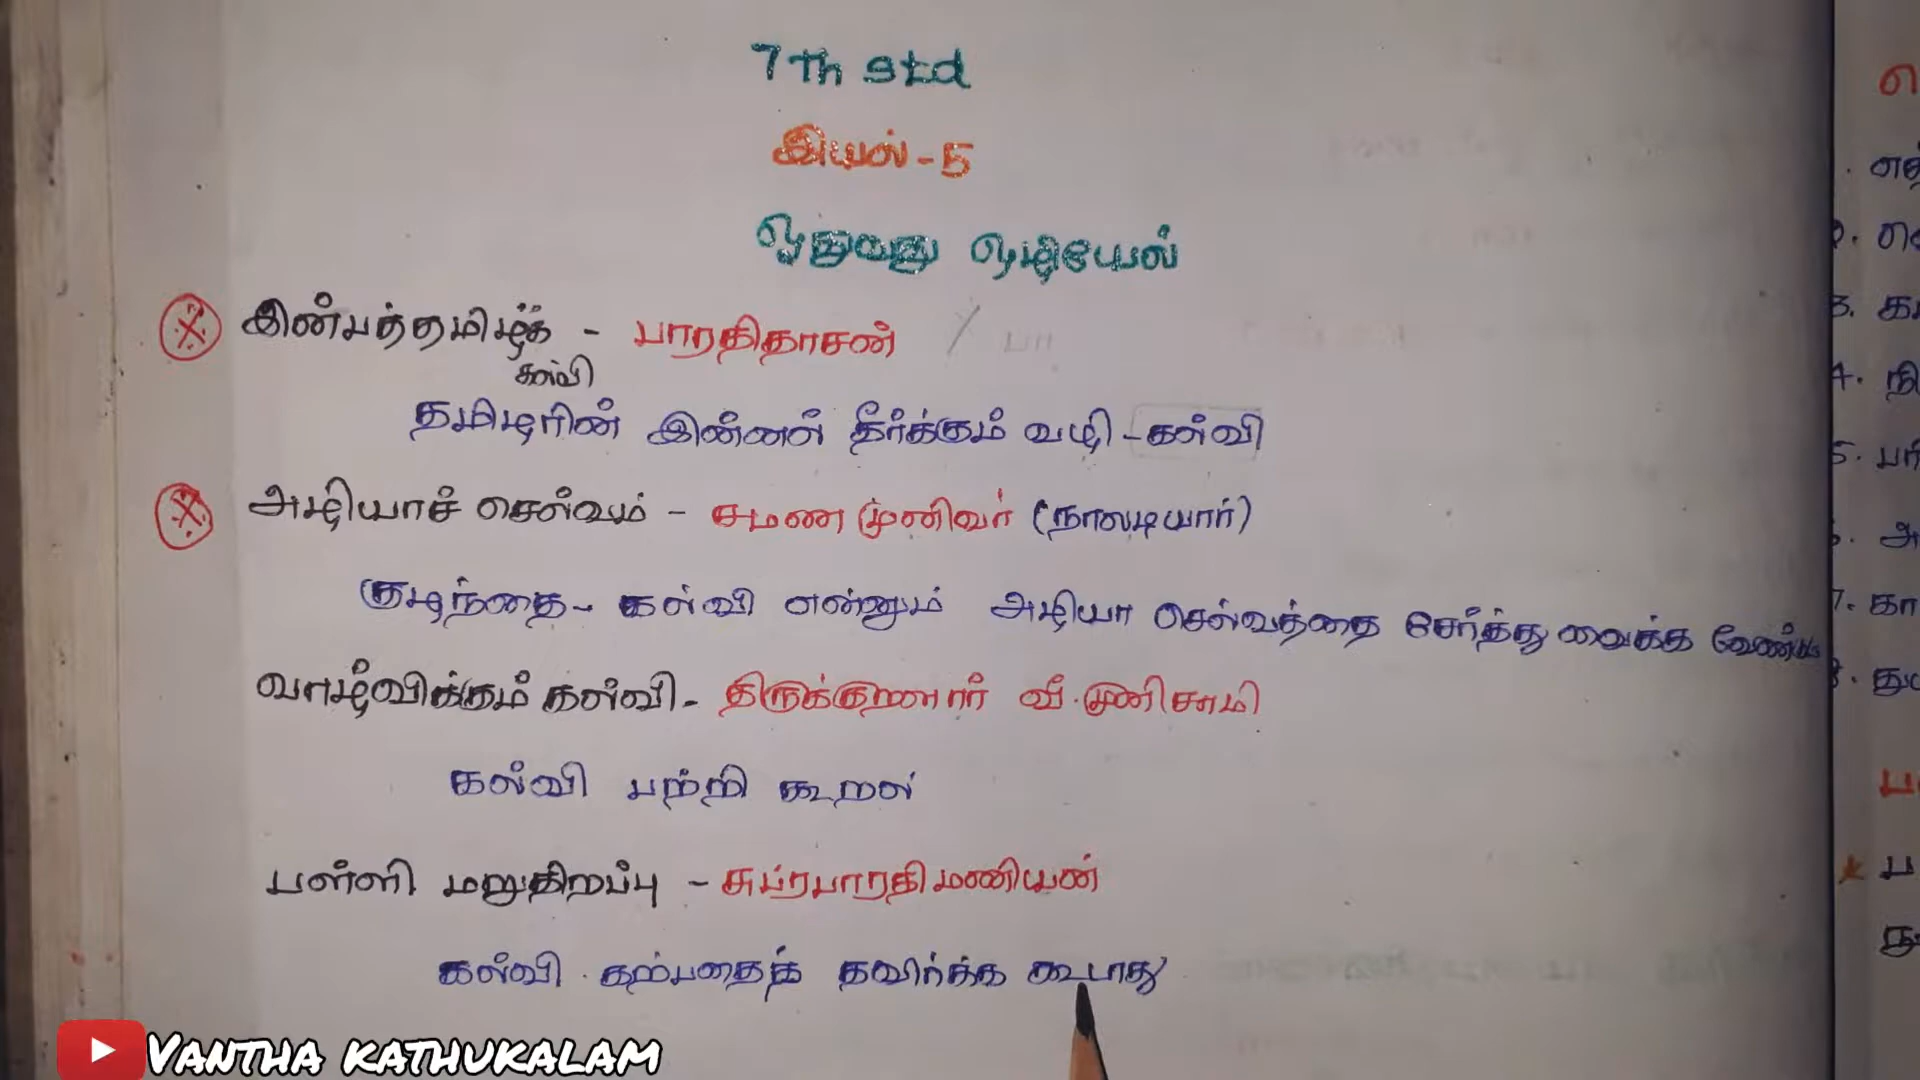 7Th std
இயல் - 5
ஓதுவது ஒழியேல்
இன்பத்தமிழ்க் - பாரதிதாசன்
கல்வி
தமிழரின் இன்னல் தீர்க்கும் வழி - கல்வி
அழியாச் செல்வம் - சமண முனிவர் (நாலடியார்)
குழந்தை - கல்வி என்னும் அழியா செல்வத்தை சேர்த்து வைக்க
வாழ்விக்கும் கல்வி - திருக்குறளார் வீ.முனிசாமி
கல்வி பற்றி கூறல்
பள்ளி மறுதிறப்பு - சுப்ரபாரதிமணியன்
கல்வி கற்பதைத் தவிர்க்க கூடாது
VANTHA KATHUKALAM